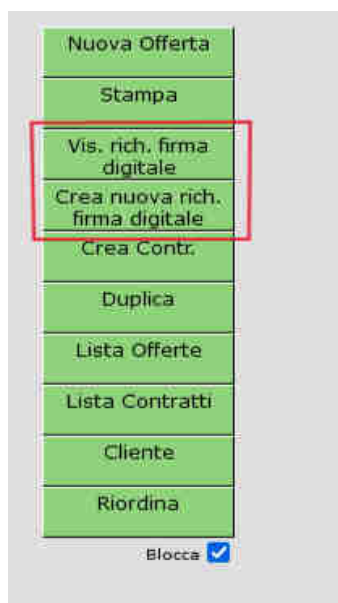 Nuova Offerta
Stampa
Vis. rich. firma
digitale
Crea nuova rich.
firma digitale
Crea Contr.
Duplica
Lista Offerte
Lista Contratti
Cliente
Riordina
Blocca